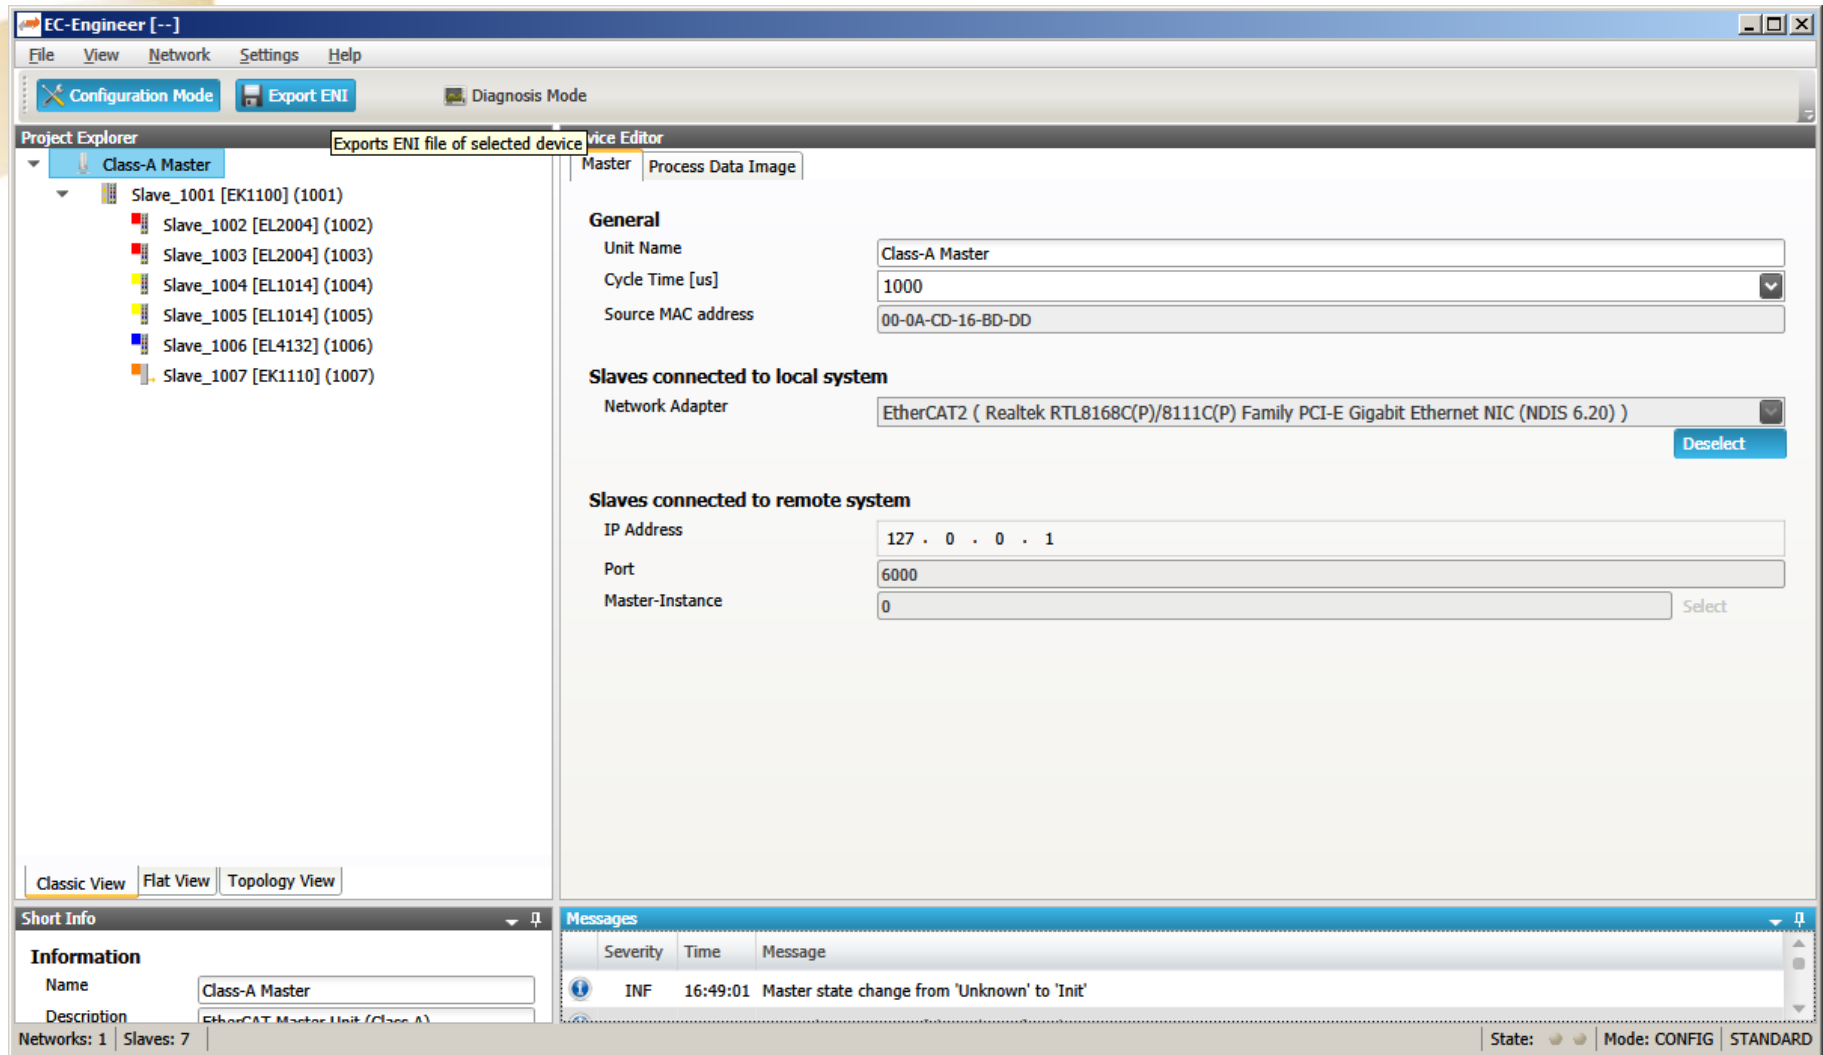 EC-Engineer [--]
File View Network Settings Help
Configuration Mode Export ENI Diagnosis Mode
Project Explorer
Exports ENI file of selected device
vice Editor
Class-A Master
Slave_1001 [EK1100] (1001)
Slave_1002 [EL2004] (1002)
Slave_1003 [EL2004] (1003)
Slave_1004 [EL1014] (1004)
Slave_1005 [EL1014] (1005)
Slave_1006 [EL4132] (1006)
Slave_1007 [EK1110] (1007)
Classic View Flat View Topology View
Master Process Data Image
General
Unit Name Class-A Master
Cycle Time [us] 1000
Source MAC address 00-0A-CD-16-BD-DD
Slaves connected to local system
Network Adapter EtherCAT2 ( Realtek RTL8168C(P)/8111C(P) Family PCI-E Gigabit Ethernet NIC (NDIS 6.20) )
Deselect
Slaves connected to remote system
IP Address 127 . 0 . 0 . 1
Port 6000
Master-Instance 0 Select
Short Info
Information
Name Class-A Master
Description EtherCAT Master Unit (Class A)
Messages
Severity Time Message
INF 16:49:01 Master state change from 'Unknown' to 'Init'
Networks: 1 Slaves: 7
State: Mode: CONFIG STANDARD